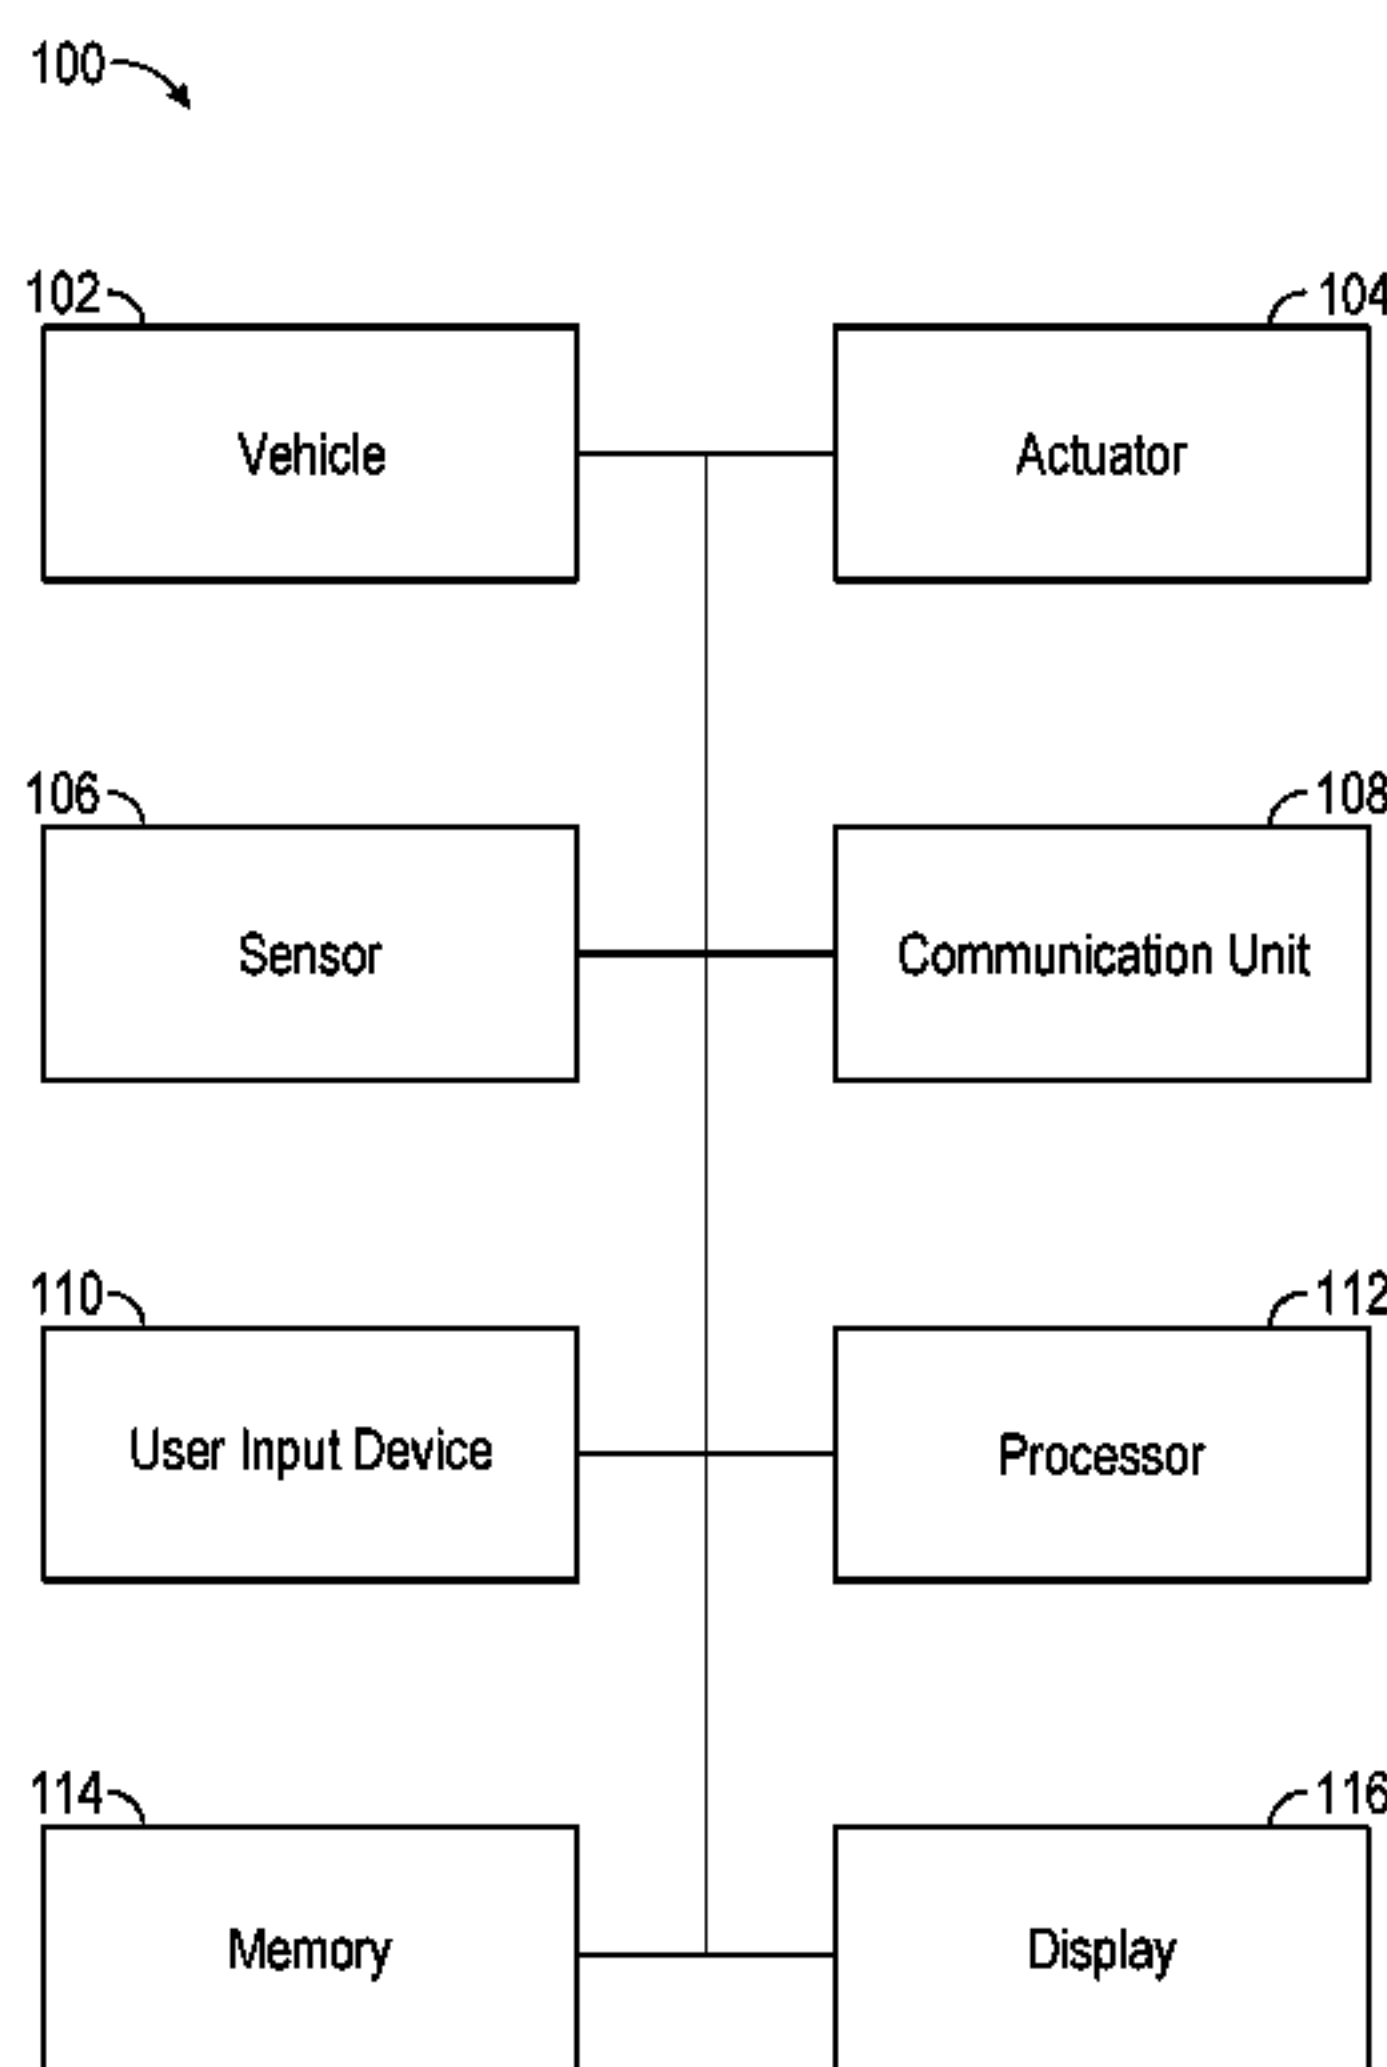 100
102
104
Vehicle
Actuator
106
108
Sensor
Communication Unit
110
112
User Input Device
Processor
114
116
Memory
Display